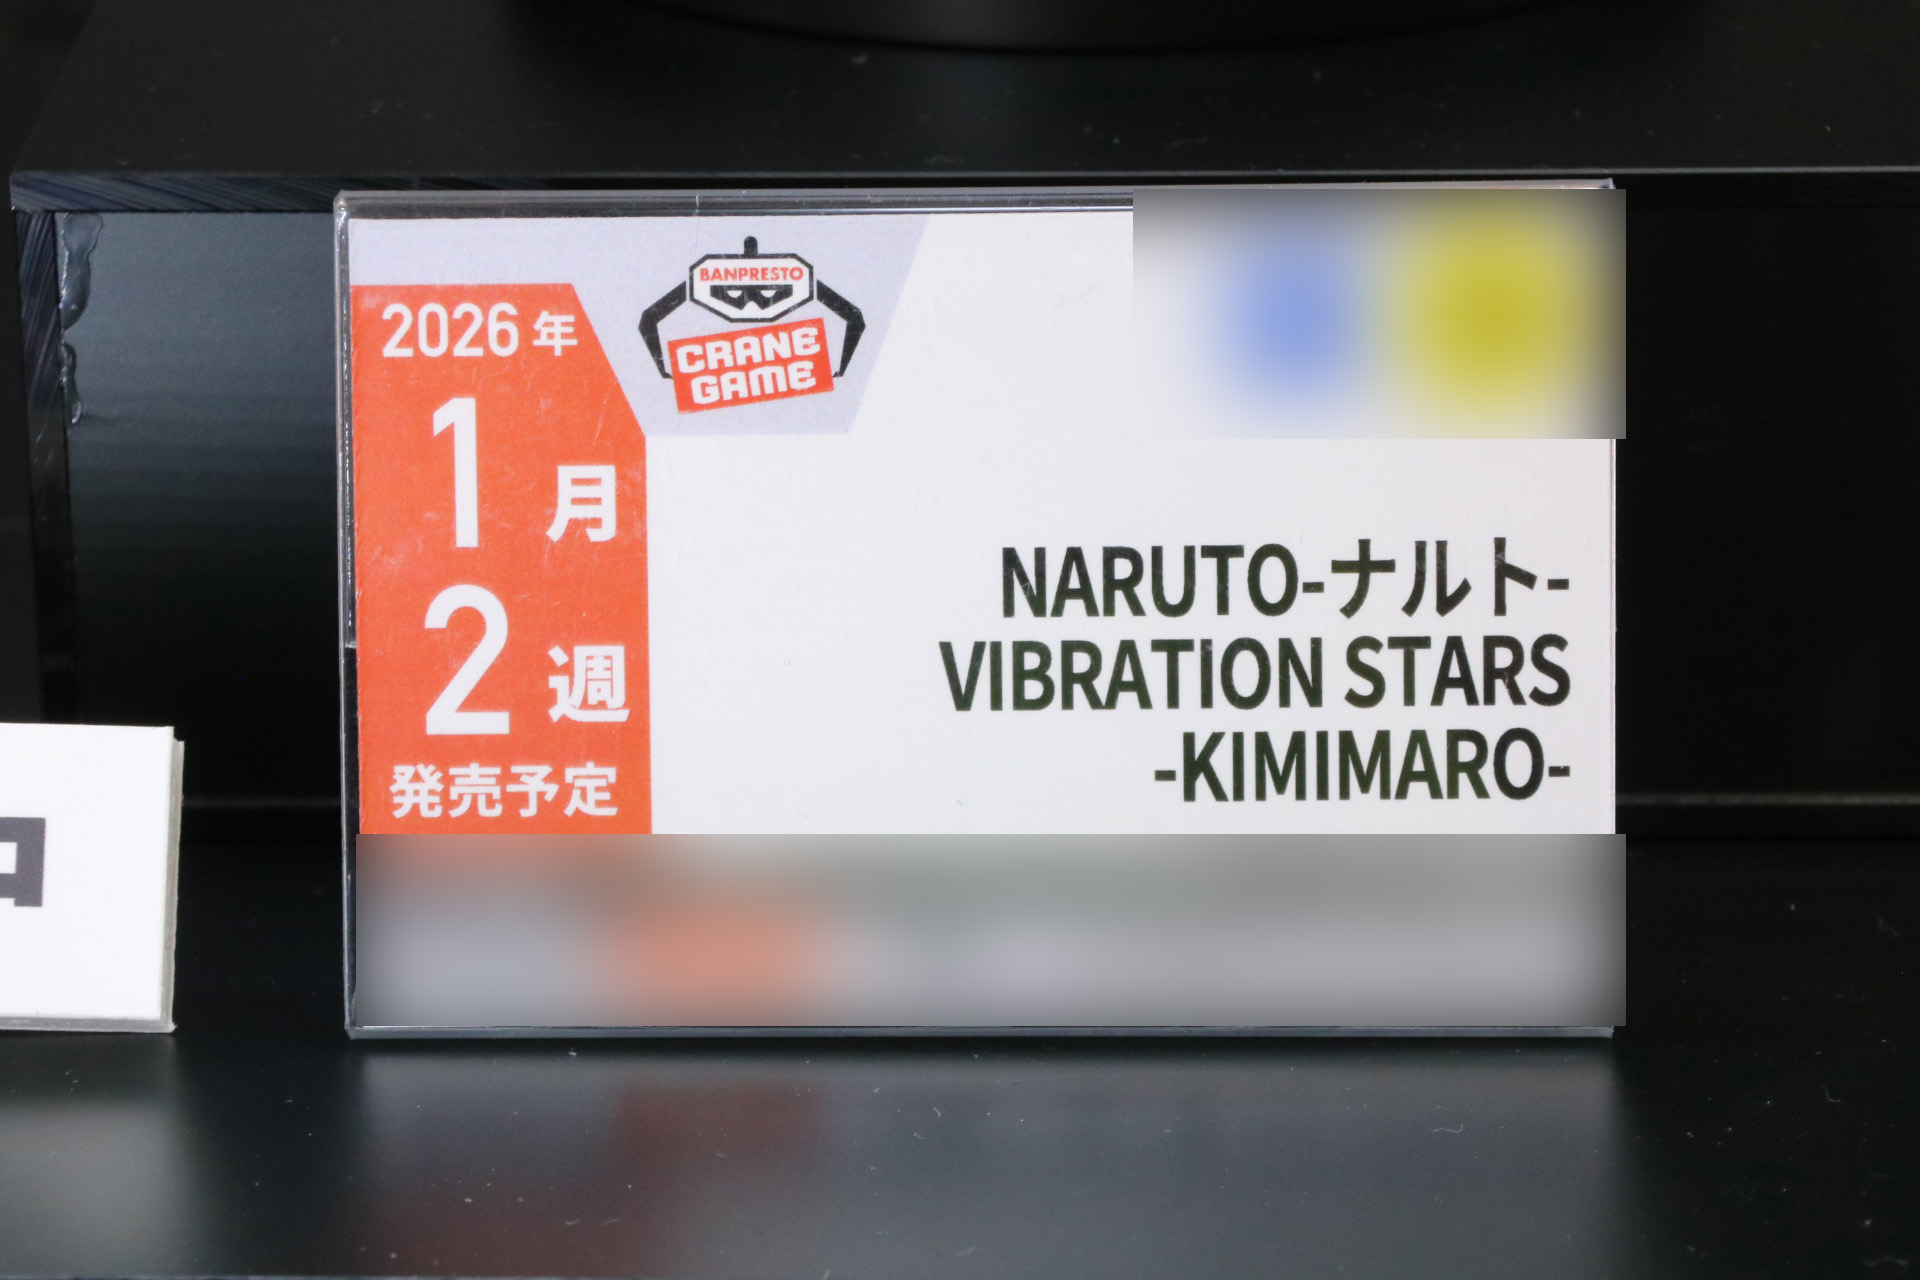 BANPRESTO
CRANE
GAME
2026年
1月
2週
発売予定
NARUTO-ナルト-
VIBRATION STARS
-KIMIMARO-